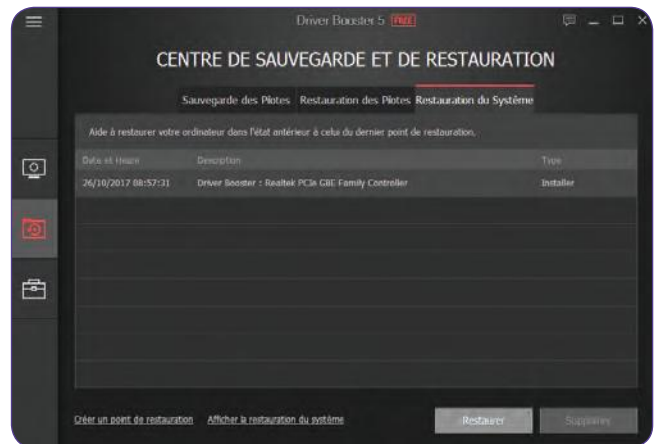 Driver Booster 5 FREE
CENTRE DE SAUVEGARDE ET DE RESTAURATION
Sauvegarde des Pilotes Restauration des Pilotes Restauration du Système
Aide à restaurer votre ordinateur dans l'état antérieur à celui du dernier point de restauration.
Date et Heure Description Type
26/10/2017 08:57:31 Driver Booster : Realtek PCIe GBE Family Controller Installer
Créer un point de restauration Afficher la restauration du système Restaurer Supprimer